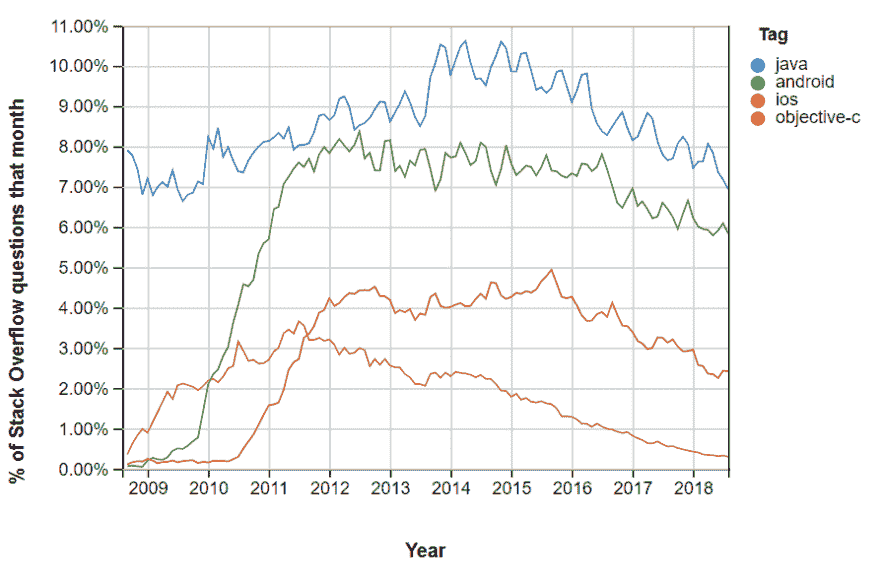 % of Stack Overflow questions that month
11.00%
10.00%
9.00%
8.00%
7.00%
6.00%
5.00%
4.00%
3.00%
2.00%
1.00%
0.00%
2009 2010 2011 2012 2013 2014 2015 2016 2017 2018
Year
Tag
java
android
ios
objective-c